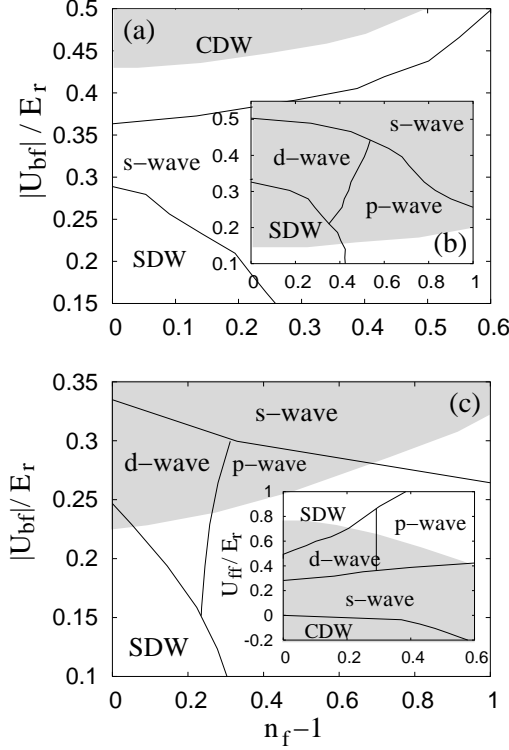 (a)
CDW
s-wave
SDW
|U_bf| / E_r
0.5
0.45
0.4
0.35
0.3
0.25
0.2
0.15
0 0.1 0.2 0.3 0.4 0.5 0.6
s-wave
d-wave
p-wave
SDW
(b)
0.5
0.4
0.3
0.2
0.1
0 0.2 0.4 0.6 0.8 1
(c)
s-wave
d-wave p-wave
SDW
|U_bf|/E_r
0.35
0.3
0.25
0.2
0.15
0.1
0 0.2 0.4 0.6 0.8 1
n_f-1
SDW
p-wave
d-wave
s-wave
CDW
U_ff/E_r
1
0.8
0.6
0.4
0.2
0
-0.2
0 0.2 0.4 0.6